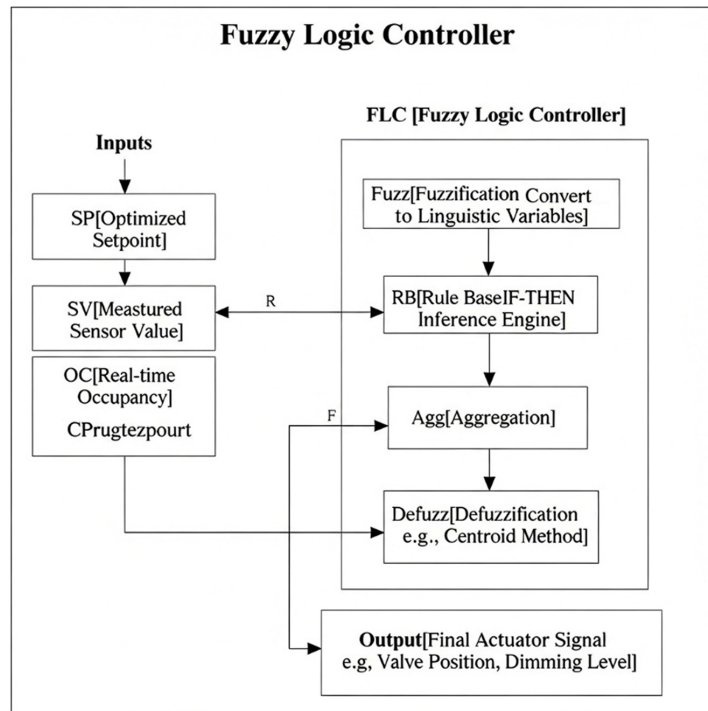 Fuzzy Logic Controller
FLC [Fuzzy Logic Controller]
Inputs
SP[Optimized
Setpoint]
SV[Meastured
Sensor Value]
OC[Real-time
Occupancy]
CPrugtezpourt
R
F
Fuzz[Fuzzification Convert
to Linguistic Variables]
RB[Rule BaseIF-THEN
Inference Engine]
Agg[Aggregation]
Defuzz[Defuzzification
e.g., Centroid Method]
Output[Final Actuator Signal
e.g, Valve Position, Dimming Level]